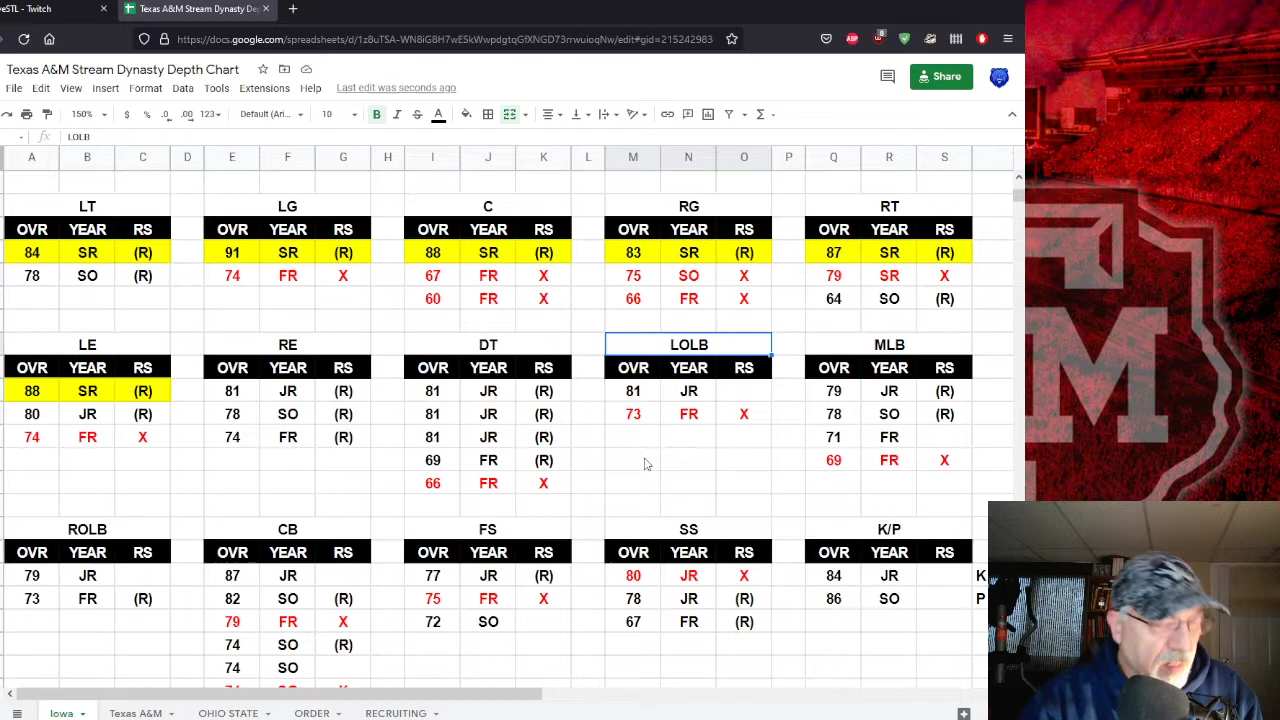 eSTL - Twitch
Texas A&M Stream Dynasty Depth C
https://docs.google.com/spreadsheets/d/1z8uTSA-WN8iG8H7wE5kWwpdgtqGfXNGD73rrwuioqNw/edit#gid=215242983
Texas A&M Stream Dynasty Depth Chart
Share
File Edit View Insert Format Data Tools Extensions Help Last edit was seconds ago
150% $ % .0 .00 123 Default (Ari... 10 B I S A
LOLB
A B C D E F G H I J K L M N O P Q R S
LT LG C RG RT
OVR YEAR RS OVR YEAR RS OVR YEAR RS OVR YEAR RS OVR YEAR RS
84 SR (R) 91 SR (R) 88 SR (R) 83 SR (R) 87 SR (R)
78 SO (R) 74 FR X 67 FR X 75 SO X 79 SR X
60 FR X 66 FR X 64 SO (R)
LE RE DT LOLB MLB
OVR YEAR RS OVR YEAR RS OVR YEAR RS OVR YEAR RS OVR YEAR RS
88 SR (R) 81 JR (R) 81 JR (R) 81 JR 79 JR (R)
80 JR (R) 78 SO (R) 81 JR (R) 73 FR X 78 SO (R)
74 FR X 74 FR (R) 81 JR (R) 71 FR
69 FR (R) 69 FR X
66 FR X
ROLB CB FS SS K/P
OVR YEAR RS OVR YEAR RS OVR YEAR RS OVR YEAR RS OVR YEAR RS
79 JR 87 JR 77 JR (R) 80 JR X 84 JR K
73 FR (R) 82 SO (R) 75 FR X 78 JR (R) 86 SO P
79 FR X 72 SO 67 FR (R)
74 SO (R)
74 SO
Iowa Texas A&M OHIO STATE ORDER RECRUITING
M